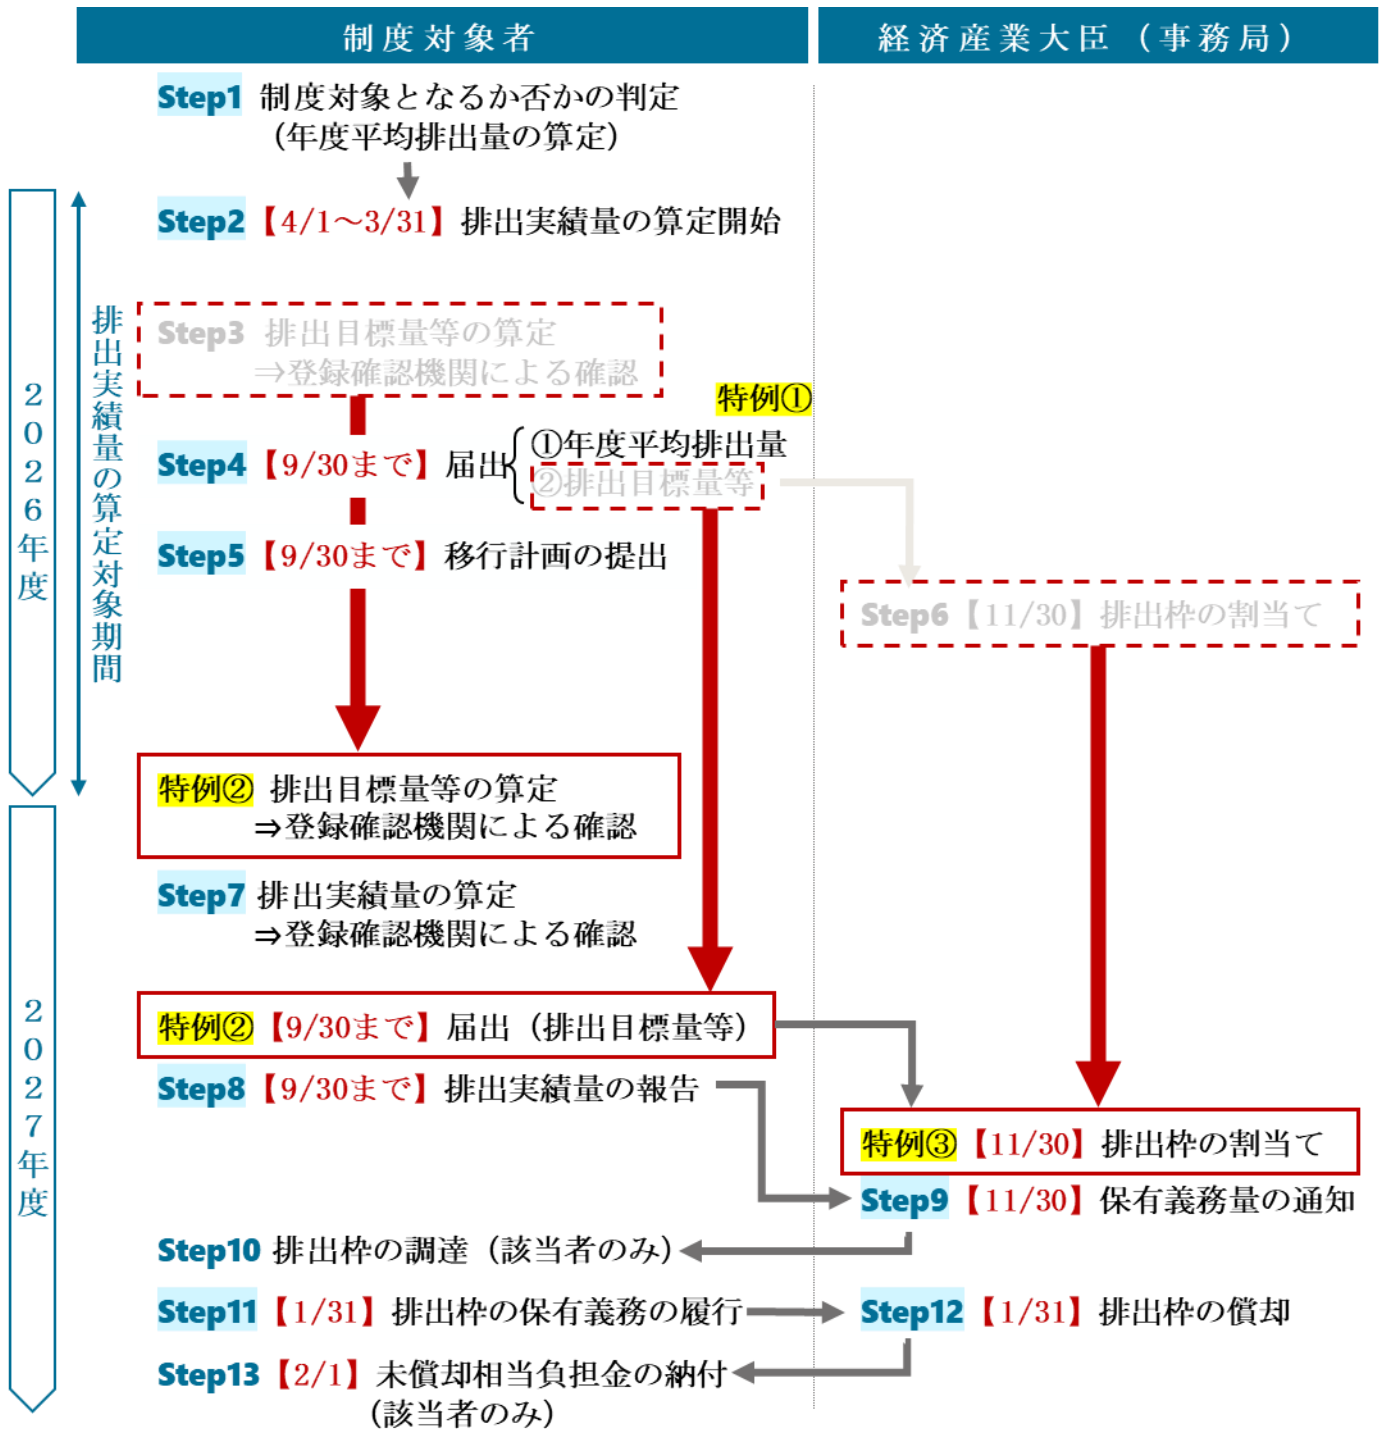 制度対象者
経済産業大臣（事務局）
Step1 制度対象となるか否かの判定
（年度平均排出量の算定）
Step2【4/1～3/31】排出実績量の算定開始
2026年度
排出実績量の算定対象期間
Step3 排出目標量等の算定
⇒登録確認機関による確認
特例①
Step4【9/30まで】届出
①年度平均排出量
②排出目標量等
Step5【9/30まで】移行計画の提出
Step6【11/30】排出枠の割当て
特例② 排出目標量等の算定
⇒登録確認機関による確認
2027年度
Step7 排出実績量の算定
⇒登録確認機関による確認
特例②【9/30まで】届出（排出目標量等）
Step8【9/30まで】排出実績量の報告
特例③【11/30】排出枠の割当て
Step9【11/30】保有義務量の通知
Step10 排出枠の調達（該当者のみ）
Step11【1/31】排出枠の保有義務の履行
Step12【1/31】排出枠の償却
Step13【2/1】未償却相当負担金の納付
（該当者のみ）